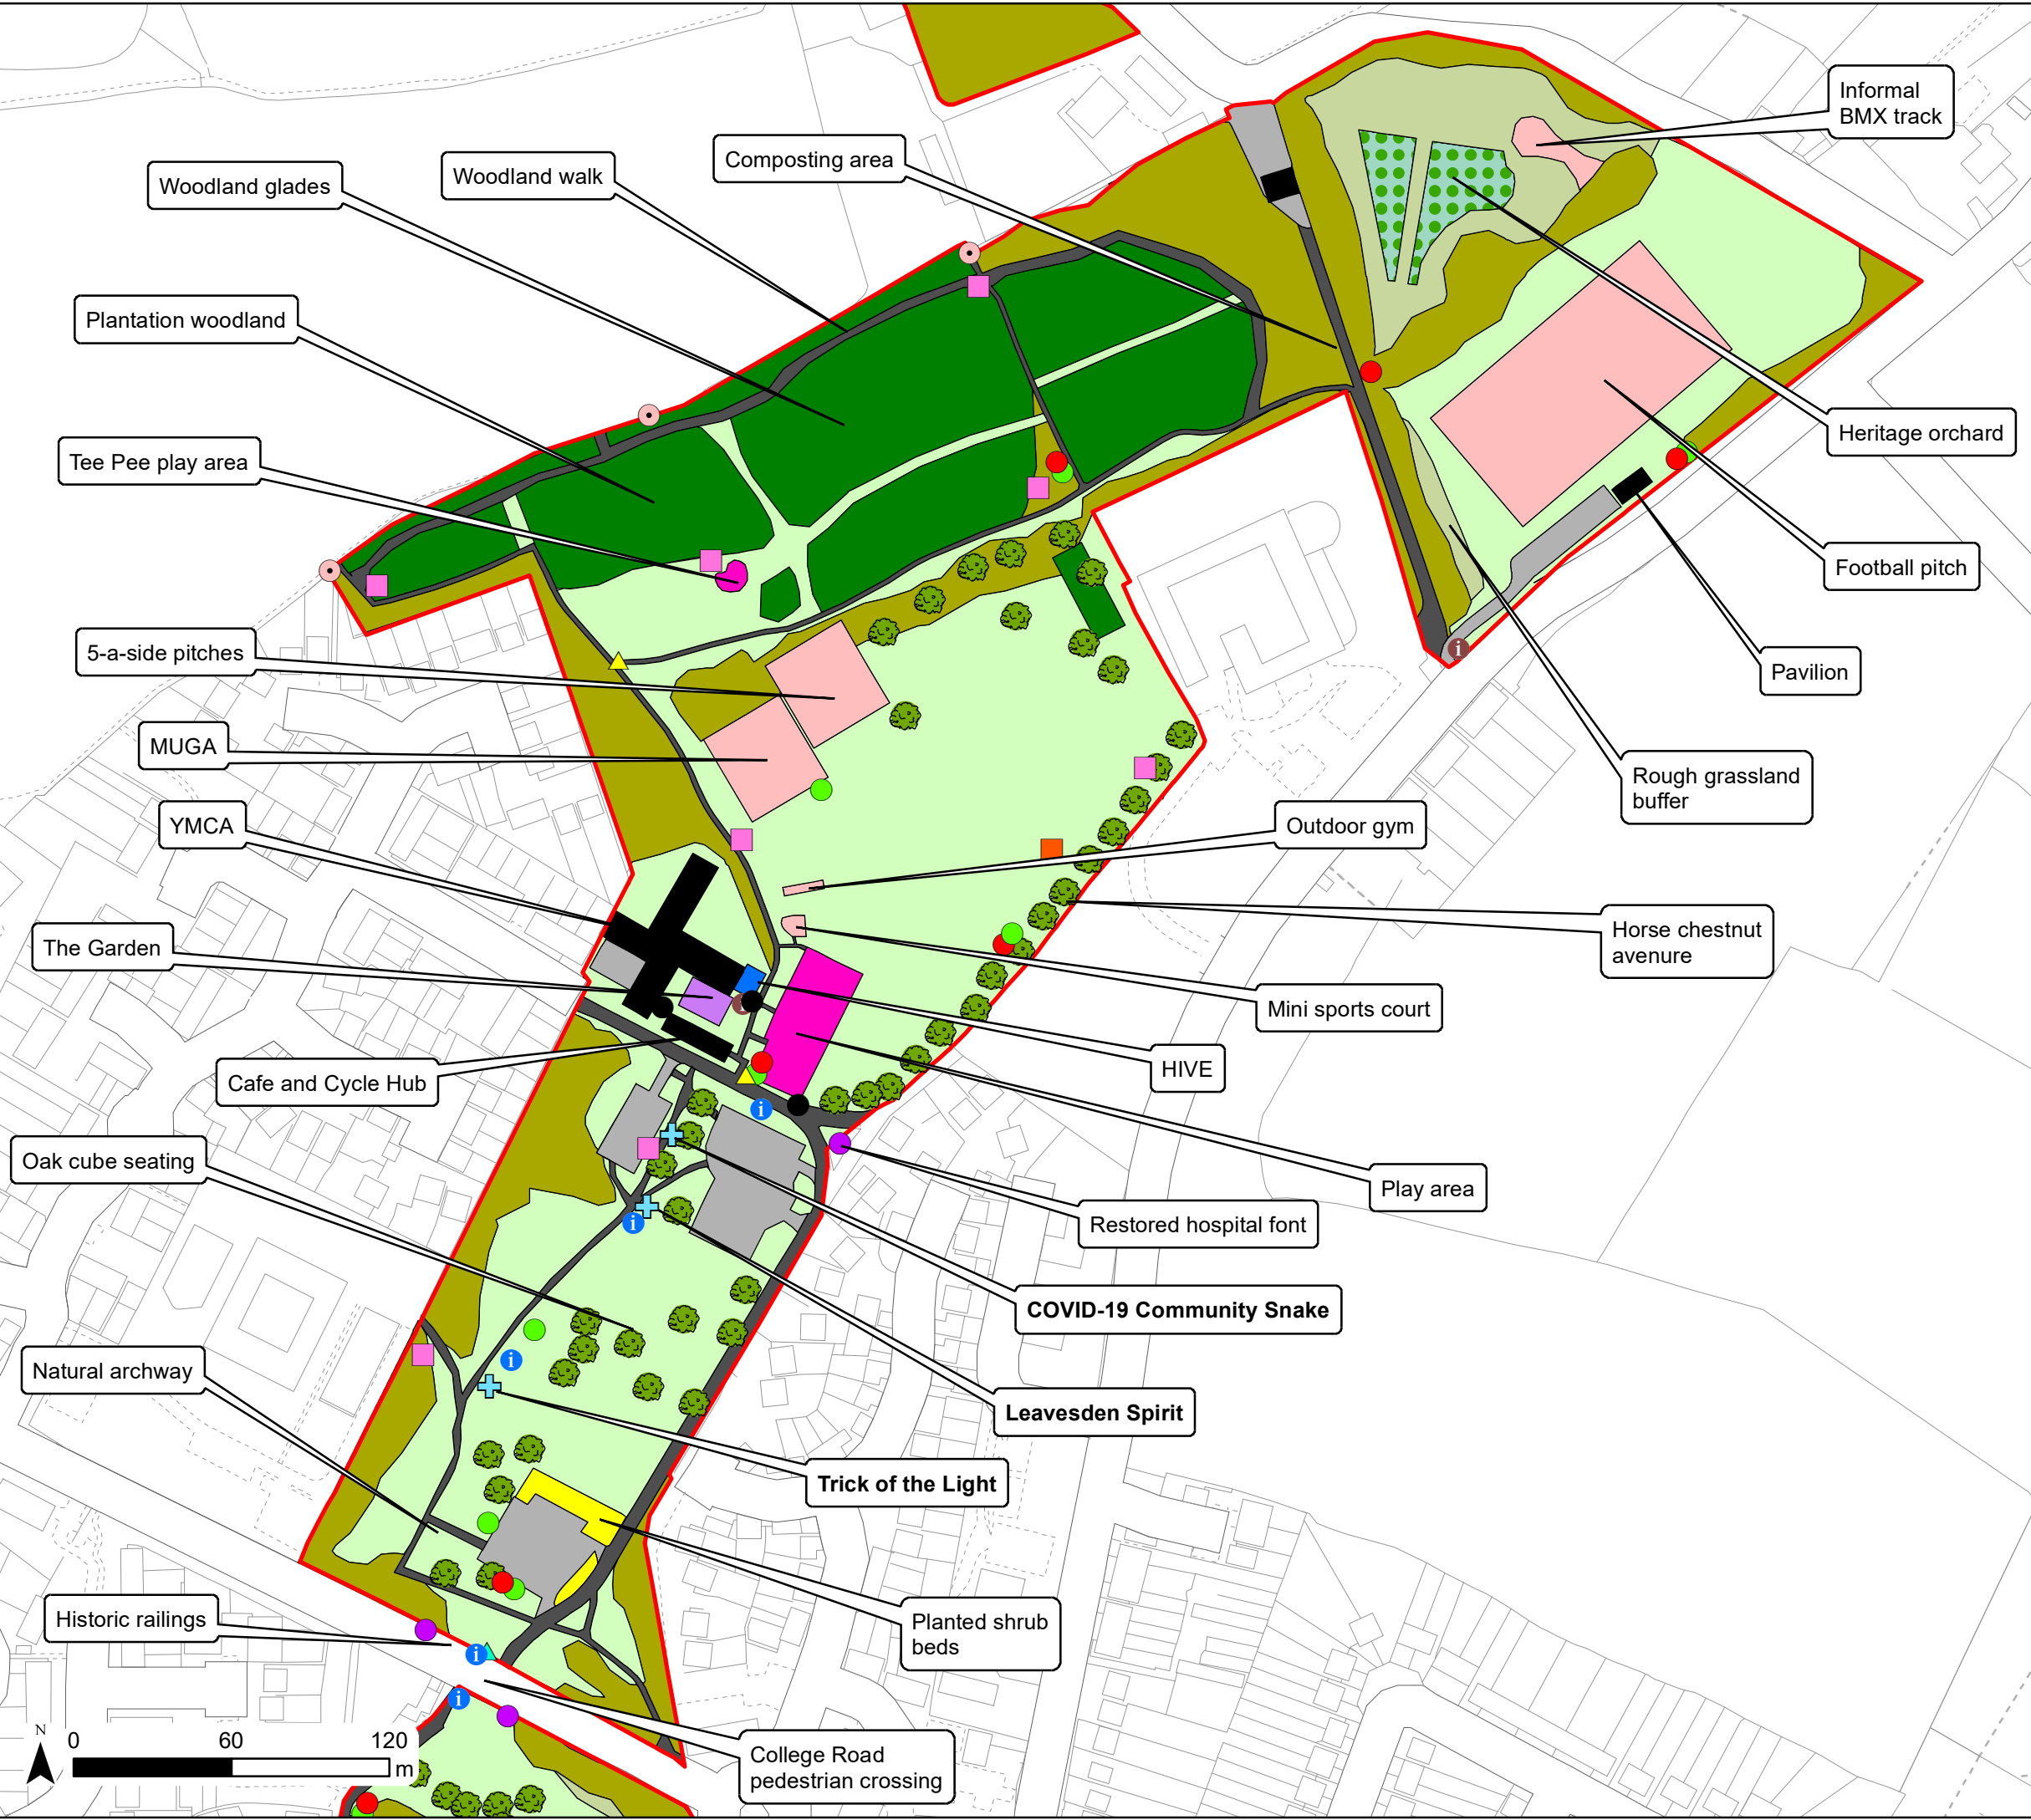 Informal
BMX track
Composting area
Woodland walk
Woodland glades
Plantation woodland
Tee Pee play area
Heritage orchard
Football pitch
5-a-side pitches
Pavilion
MUGA
Rough grassland
buffer
YMCA
Outdoor gym
Horse chestnut
avenure
The Garden
Mini sports court
HIVE
Cafe and Cycle Hub
Oak cube seating
Play area
Restored hospital font
COVID-19 Community Snake
Natural archway
Leavesden Spirit
Trick of the Light
Historic railings
Planted shrub
beds
College Road
pedestrian crossing
N
0 60 120
m
i
i
i
i
i
i